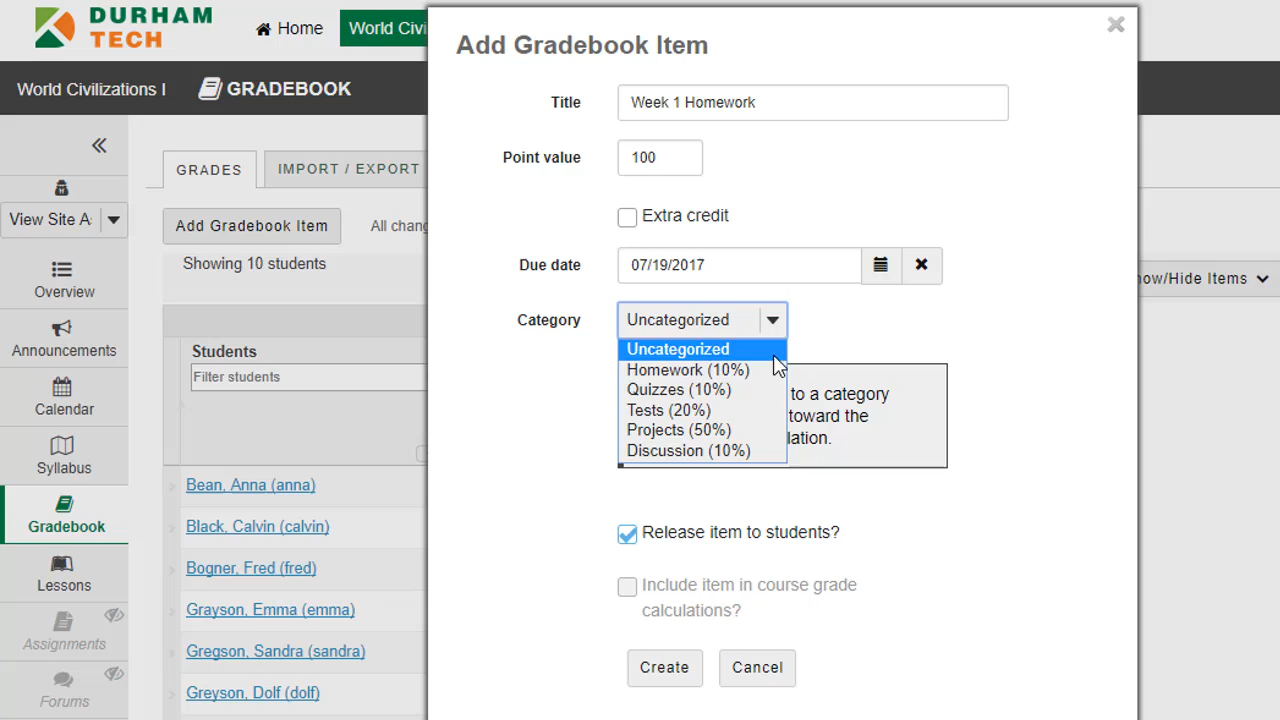 DURHAM
TECH
Home
World Civi
World Civilizations I
GRADEBOOK
View Site A
Overview
Announcements
Calendar
Syllabus
Gradebook
Lessons
Assignments
Forums
GRADES
IMPORT / EXPORT
Add Gradebook Item
All chang
Showing 10 students
ow/Hide Items
Students
Filter students
Bean, Anna (anna)
Black, Calvin (calvin)
Bogner, Fred (fred)
Grayson, Emma (emma)
Gregson, Sandra (sandra)
Greyson, Dolf (dolf)
Add Gradebook Item
Title
Week 1 Homework
Point value
100
Extra credit
Due date
07/19/2017
Category
Uncategorized
Uncategorized
Homework (10%)
Quizzes (10%)
Tests (20%)
Projects (50%)
Discussion (10%)
to a category
toward the
lation.
Release item to students?
Include item in course grade
calculations?
Create
Cancel